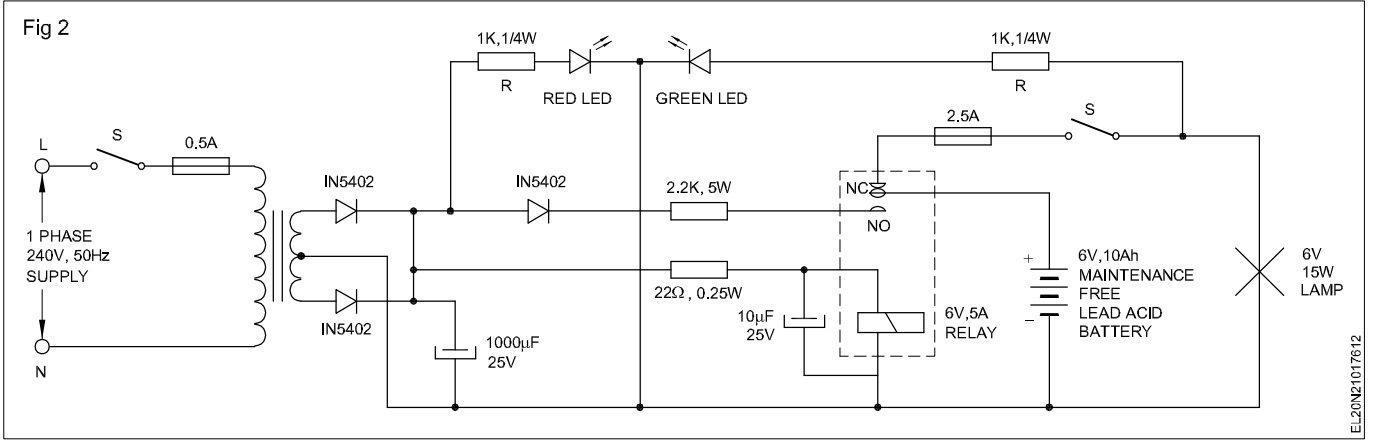 Fig 2
1K,1/4W
R
RED LED
GREEN LED
1K,1/4W
R
2.5A
S
L
S
0.5A
IN5402
IN5402
2.2K, 5W
NC
NO
1 PHASE
240V, 50Hz
SUPPLY
N
IN5402
22Ω, 0.25W
1000µF
25V
10µF
25V
6V,5A
RELAY
+
−
6V,10Ah
MAINTENANCE
FREE
LEAD ACID
BATTERY
6V
15W
LAMP
EL20N21017612